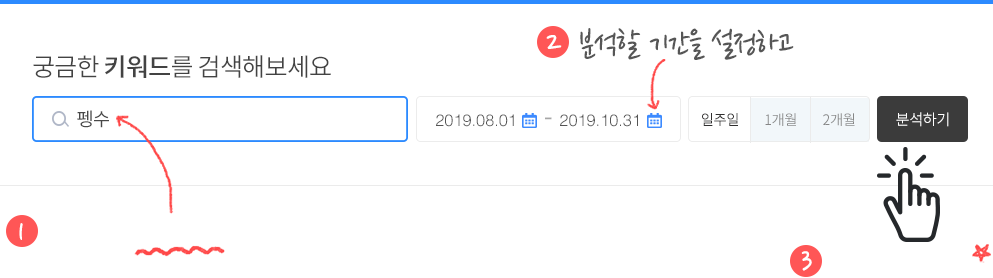 2 분석할 기간을 설정하고
궁금한 키워드를 검색해보세요
펭수
2019.08.01 - 2019.10.31
일주일 1개월 2개월
분석하기
1
3